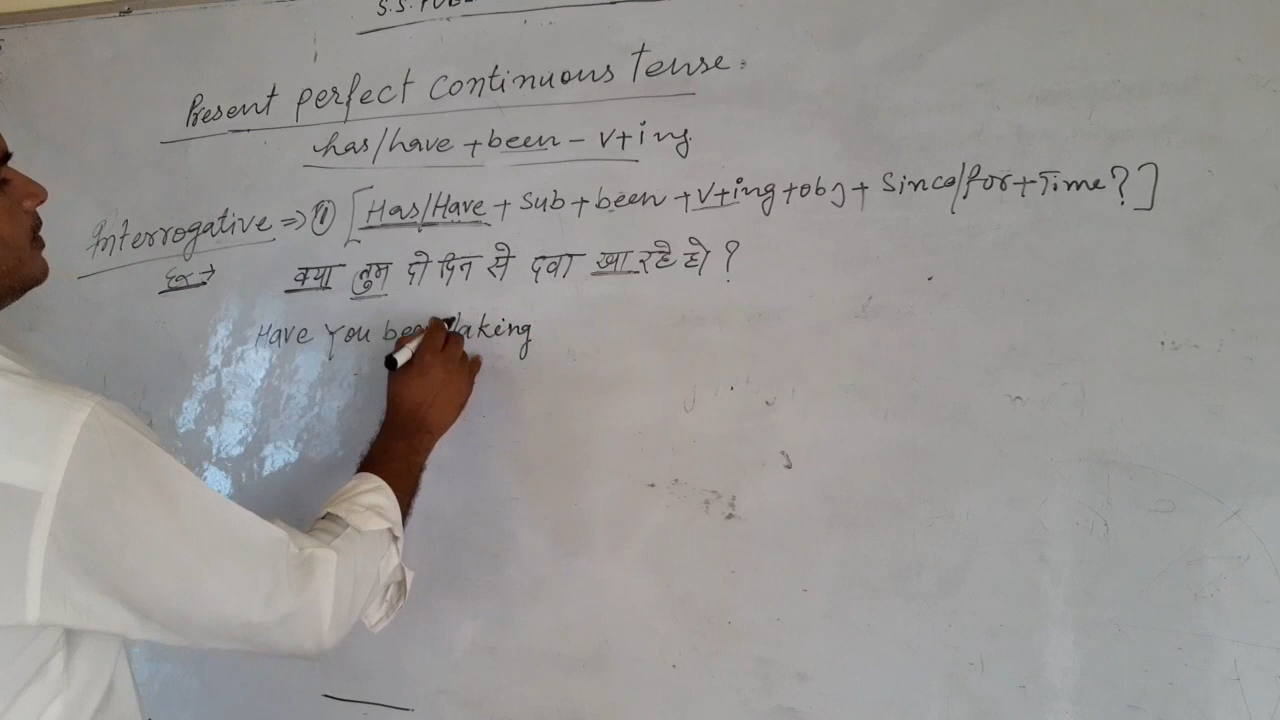 S.S.
Present perfect continuous tense.
has/have + been - v+ing
Interrogative => ① [Has/Have + sub + been + v+ing + obj + Since/for + Time?]
Ex → क्या तुम दो दिन से दवा खा रहे हो ?
Have you been taking